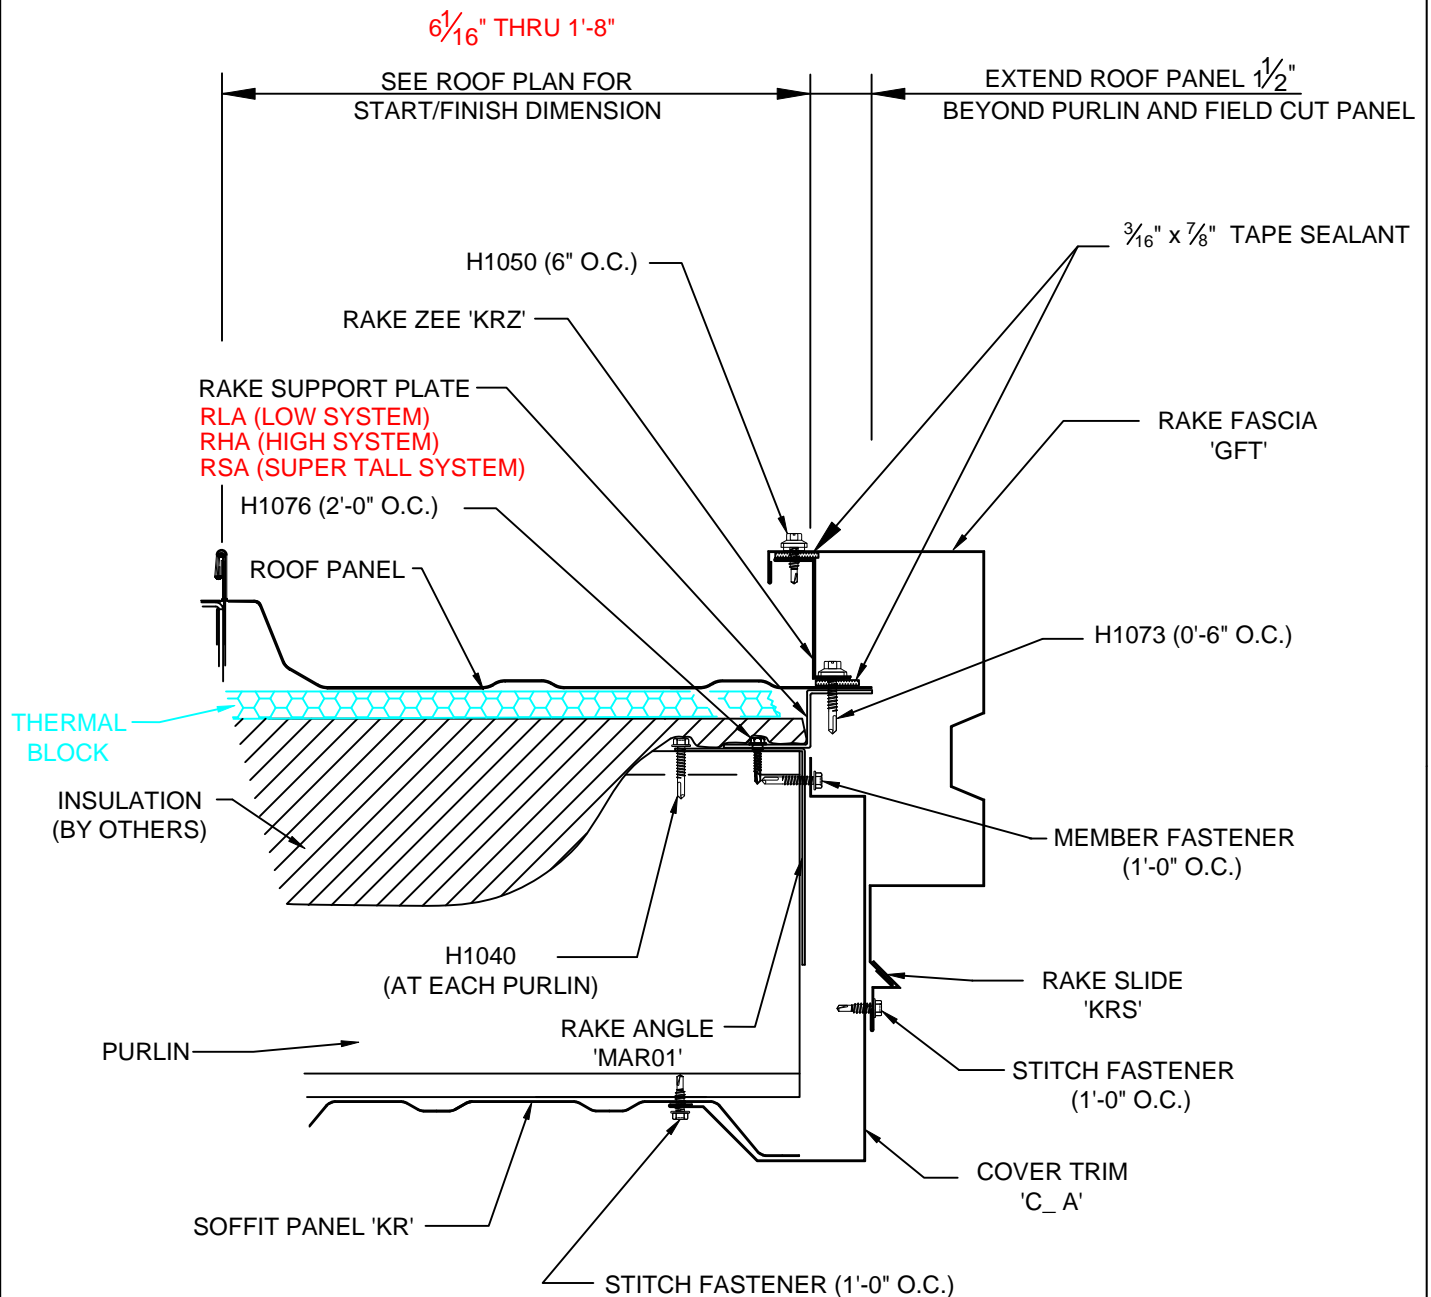 6 1/16" THRU 1'-8"
SEE ROOF PLAN FOR
START/FINISH DIMENSION
EXTEND ROOF PANEL 1 1/2"
BEYOND PURLIN AND FIELD CUT PANEL
3/16" x 7/8" TAPE SEALANT
H1050 (6" O.C.)
RAKE ZEE 'KRZ'
RAKE SUPPORT PLATE
RLA (LOW SYSTEM)
RHA (HIGH SYSTEM)
RSA (SUPER TALL SYSTEM)
RAKE FASCIA
'GFT'
H1076 (2'-0" O.C.)
ROOF PANEL
H1073 (0'-6" O.C.)
THERMAL
BLOCK
INSULATION
(BY OTHERS)
MEMBER FASTENER
(1'-0" O.C.)
H1040
(AT EACH PURLIN)
RAKE SLIDE
'KRS'
RAKE ANGLE
'MAR01'
PURLIN
STITCH FASTENER
(1'-0" O.C.)
COVER TRIM
'C_ A'
SOFFIT PANEL 'KR'
STITCH FASTENER (1'-0" O.C.)